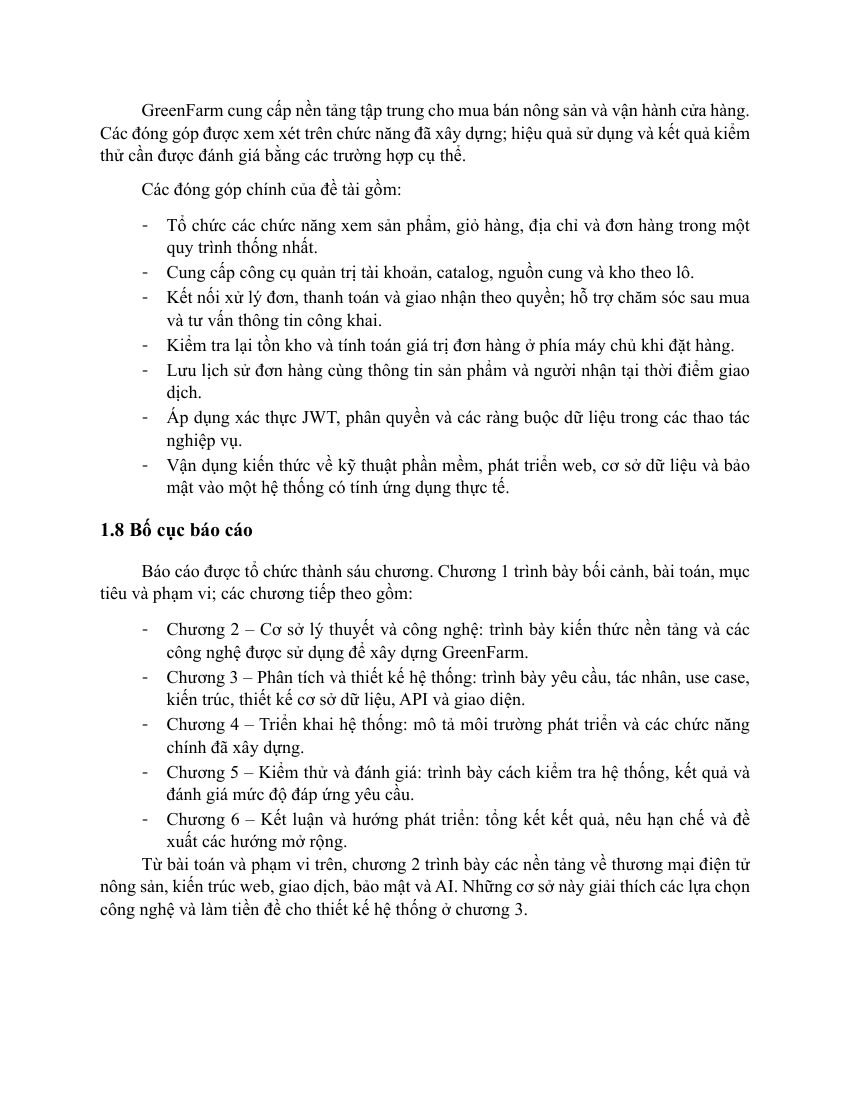 GreenFarm cung cấp nền tảng tập trung cho mua bán nông sản và vận hành cửa hàng.
Các đóng góp được xem xét trên chức năng đã xây dựng; hiệu quả sử dụng và kết quả kiểm
thử cần được đánh giá bằng các trường hợp cụ thể.
Các đóng góp chính của đề tài gồm:
- Tổ chức các chức năng xem sản phẩm, giỏ hàng, địa chỉ và đơn hàng trong một
quy trình thống nhất.
- Cung cấp công cụ quản trị tài khoản, catalog, nguồn cung và kho theo lô.
- Kết nối xử lý đơn, thanh toán và giao nhận theo quyền; hỗ trợ chăm sóc sau mua
và tư vấn thông tin công khai.
- Kiểm tra lại tồn kho và tính toán giá trị đơn hàng ở phía máy chủ khi đặt hàng.
- Lưu lịch sử đơn hàng cùng thông tin sản phẩm và người nhận tại thời điểm giao
dịch.
- Áp dụng xác thực JWT, phân quyền và các ràng buộc dữ liệu trong các thao tác
nghiệp vụ.
- Vận dụng kiến thức về kỹ thuật phần mềm, phát triển web, cơ sở dữ liệu và bảo
mật vào một hệ thống có tính ứng dụng thực tế.
1.8 Bố cục báo cáo
Báo cáo được tổ chức thành sáu chương. Chương 1 trình bày bối cảnh, bài toán, mục
tiêu và phạm vi; các chương tiếp theo gồm:
- Chương 2 – Cơ sở lý thuyết và công nghệ: trình bày kiến thức nền tảng và các
công nghệ được sử dụng để xây dựng GreenFarm.
- Chương 3 – Phân tích và thiết kế hệ thống: trình bày yêu cầu, tác nhân, use case,
kiến trúc, thiết kế cơ sở dữ liệu, API và giao diện.
- Chương 4 – Triển khai hệ thống: mô tả môi trường phát triển và các chức năng
chính đã xây dựng.
- Chương 5 – Kiểm thử và đánh giá: trình bày cách kiểm tra hệ thống, kết quả và
đánh giá mức độ đáp ứng yêu cầu.
- Chương 6 – Kết luận và hướng phát triển: tổng kết kết quả, nêu hạn chế và đề
xuất các hướng mở rộng.
Từ bài toán và phạm vi trên, chương 2 trình bày các nền tảng về thương mại điện tử
nông sản, kiến trúc web, giao dịch, bảo mật và AI. Những cơ sở này giải thích các lựa chọn
công nghệ và làm tiền đề cho thiết kế hệ thống ở chương 3.